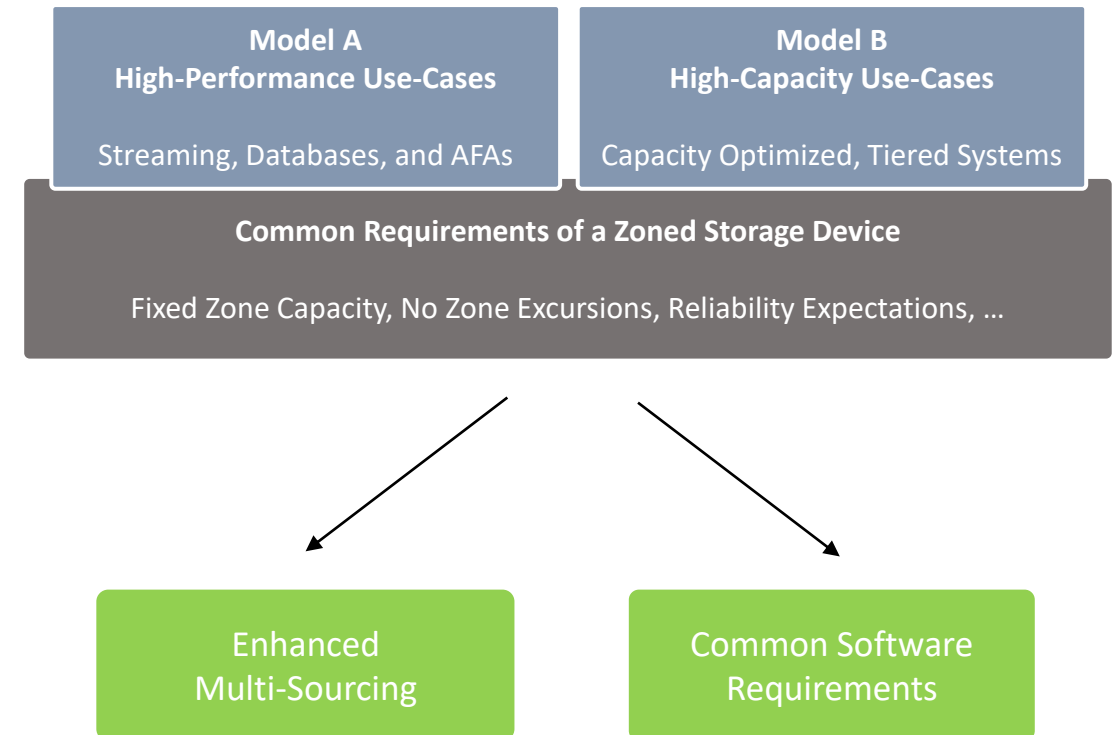 Model A
High-Performance Use-Cases
Streaming, Databases, and AFAs
Model B
High-Capacity Use-Cases
Capacity Optimized, Tiered Systems
Common Requirements of a Zoned Storage Device
Fixed Zone Capacity, No Zone Excursions, Reliability Expectations, …
Enhanced
Multi-Sourcing
Common Software
Requirements